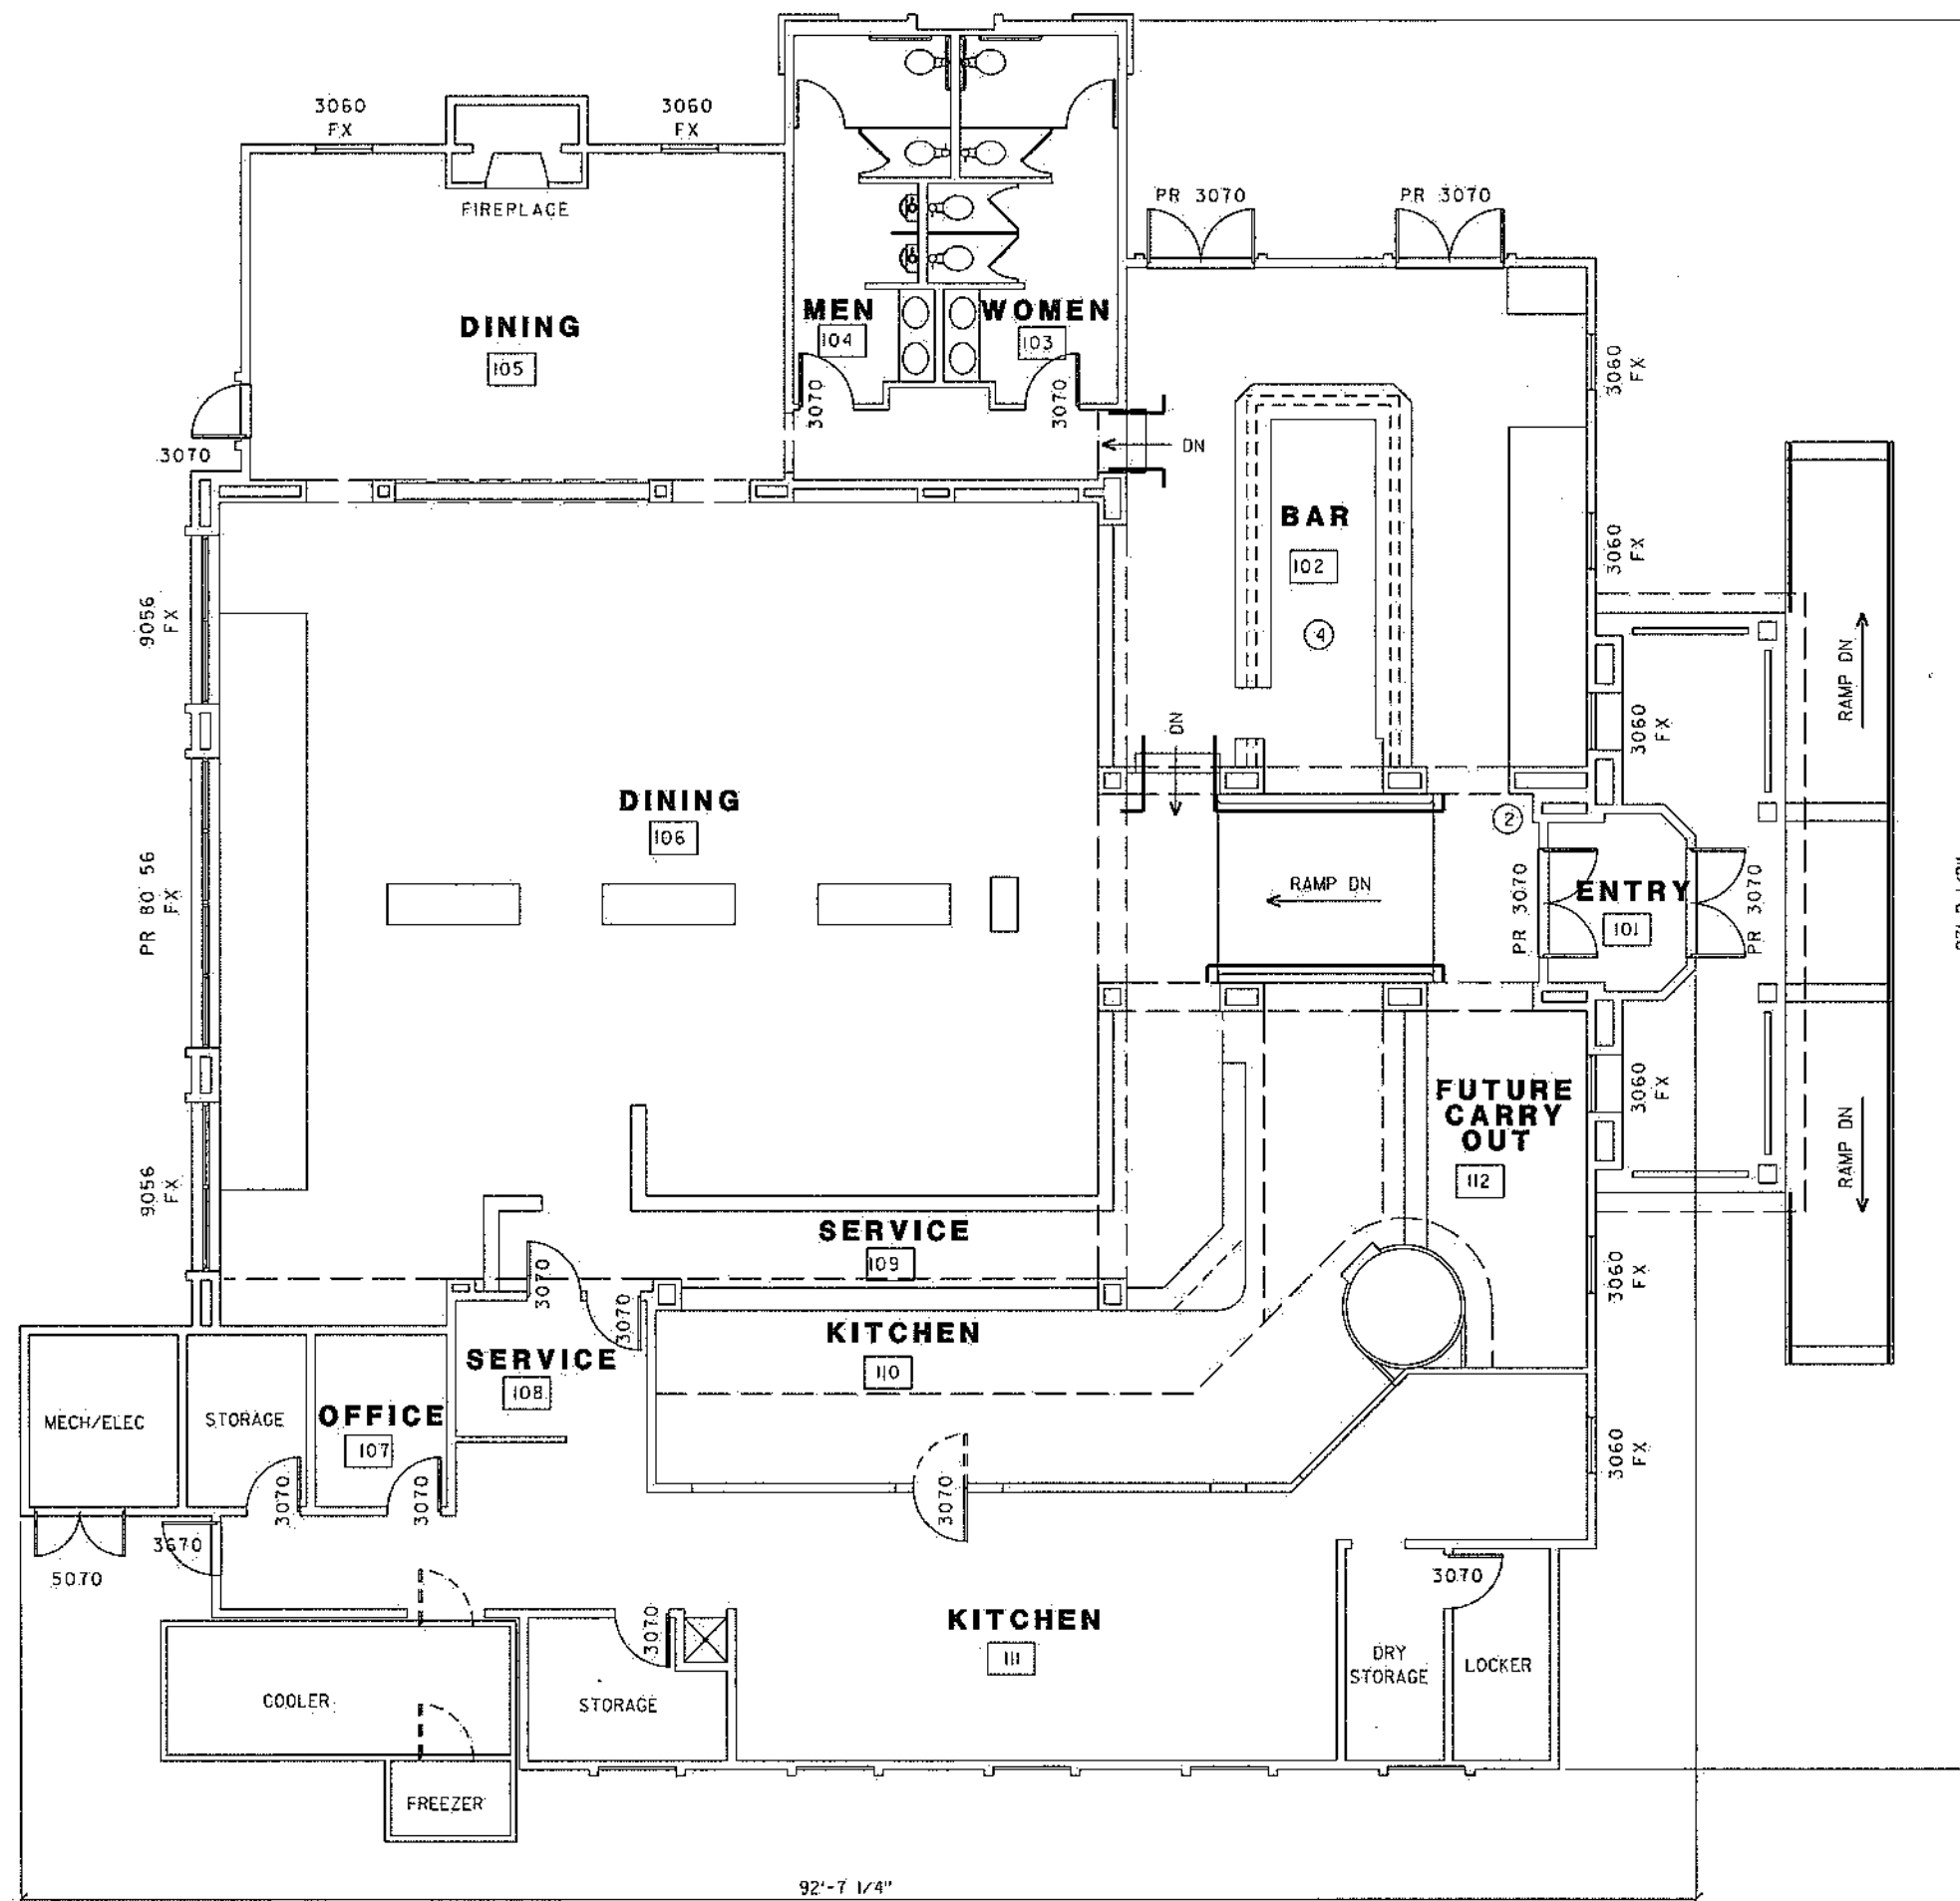 3060
FX
3060
FX
FIREPLACE
PR 3070
PR 3070
MEN
104
WOMEN
103
DINING
105
3070
3070
3070
DN
3060
FX
3060
FX
BAR
102
4
9056
FX
DN
3060
FX
RAMP DN
DINING
106
2
RAMP DN
PR 3070
ENTRY
101
PR 3070
PR 80 56
FX
FUTURE
CARRY
OUT
112
3060
FX
RAMP DN
9056
FX
SERVICE
109
3070
3070
3060
FX
KITCHEN
110
SERVICE
108
MECH/ELEC
STORAGE
OFFICE
107
3070
3070
3070
3060
FX
3670
5070
3070
3070
KITCHEN
111
COOLER
STORAGE
DRY
STORAGE
LOCKER
FREEZER
92'-7 1/4"